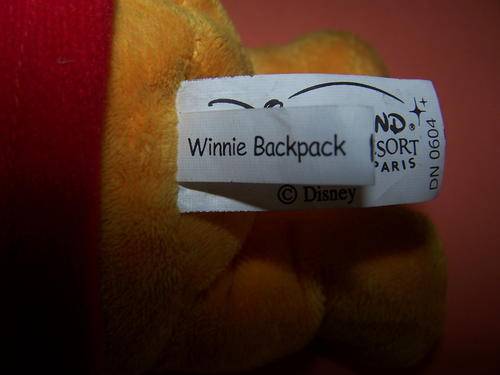 Winnie Backpack
ND®
SORT
PARIS
© Disney
DN 0604